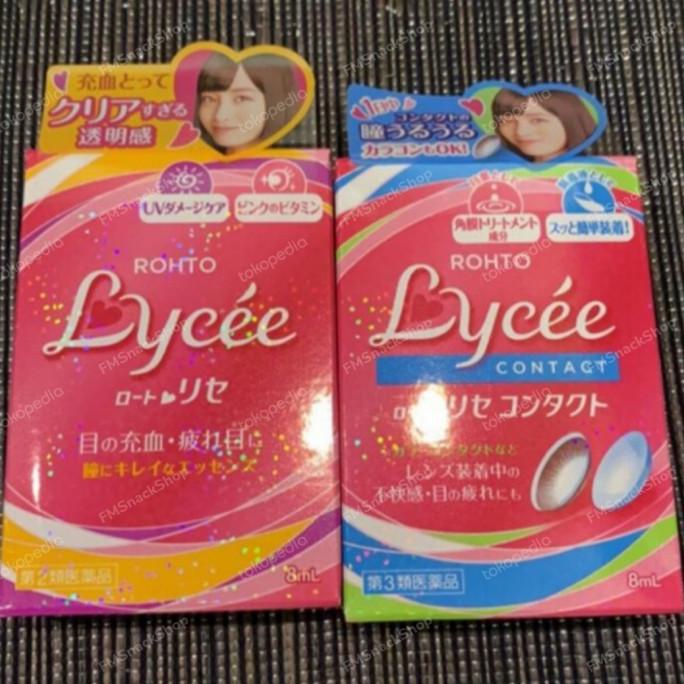 充血とって
クリアすぎる
透明感
UVダメージケア
ピンクのビタミン
ROHTO
Lycée
ロート リセ
目の充血・疲れ目に
瞳にキレイなエッセンス
第2類医薬品
8mL
コンタクトの
瞳うるうる
カラコンもOK!
角膜トリートメント
成分
スッと簡単装着!
ROHTO
Lycée
CONTACT
リセ コンタクト
レンズ装着中の
不快感・目の疲れにも
第3類医薬品
8mL
tokopedia
FMSnackShop